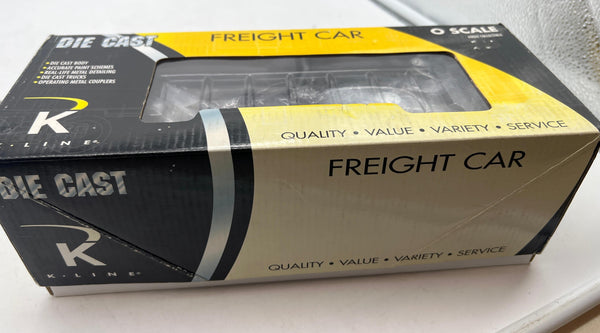 DIE CAST
FREIGHT CAR
O SCALE
• DIE CAST BODY
• ACCURATE PAINT SCHEMES
• REAL-LIFE METAL DETAILING
• DIE CAST TRUCKS
• OPERATING METAL COUPLERS
K
K-LINE®
QUALITY • VALUE • VARIETY • SERVICE
DIE CAST
FREIGHT CAR
K
K-LINE®
QUALITY • VALUE • VARIETY • SERVICE